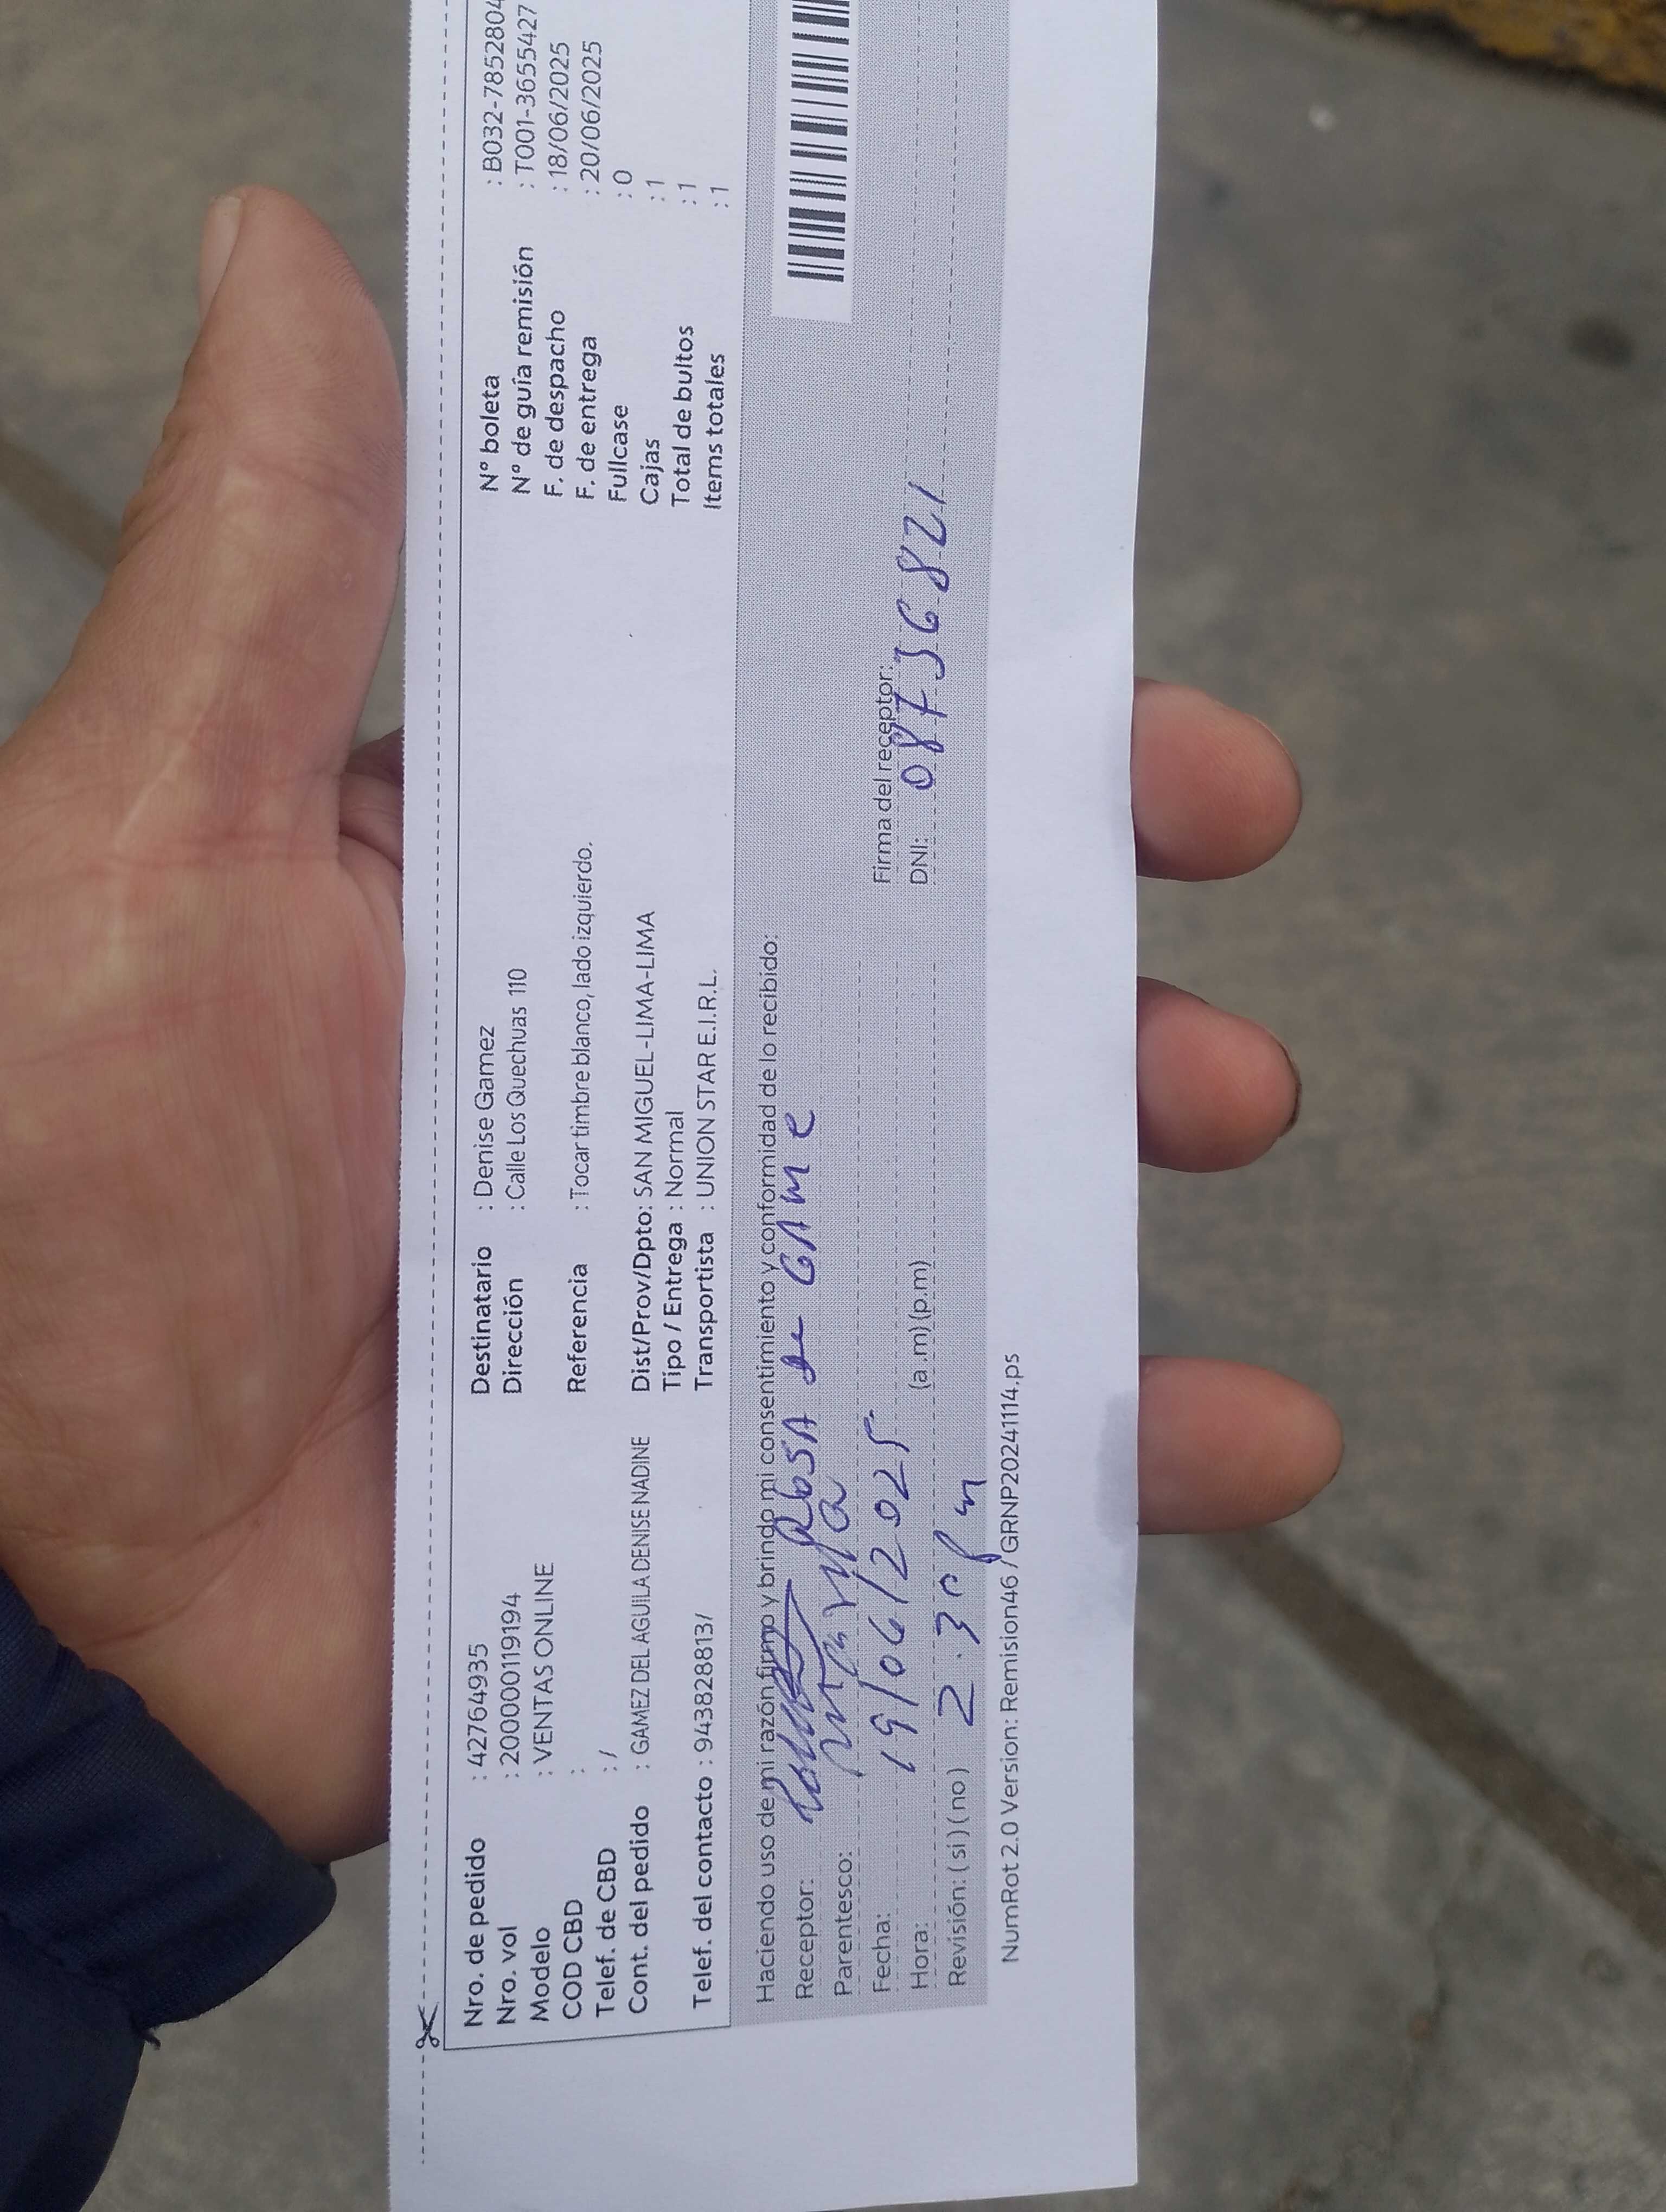 Nro. de pedido : 42764935
Nro. vol : 2000000119194
Modelo : VENTAS ONLINE
COD CBD :
Telef. de CBD : /
Cont. del pedido : GAMEZ DEL AGUILA DENISE NADINE
Telef. del contacto : 943828813/
Destinatario : Denise Gamez
Dirección : Calle Los Quechuas 110
Referencia : Tocar timbre blanco, lado izquierdo.
Dist/Prov/Dpto: SAN MIGUEL-LIMA-LIMA
Tipo / Entrega : Normal
Transportista : UNION STAR E.I.R.L.
N° boleta : B032-7852804
N° de guía remisión : T001-3655427
F. de despacho : 18/06/2025
F. de entrega : 20/06/2025
Fullcase : 0
Cajas : 1
Total de bultos : 1
Items totales : 1
Haciendo uso de mi razón firmo y brindo mi consentimiento y conformidad de lo recibido:
Receptor: ROSA de GAME
Parentesco:
Fecha: 19/06/2025
Firma del receptor:
Hora: 2.30 pm (a.m) (p.m)
DNI: 08736821
Revisión: ( si ) ( no )
NumRot 2.0 Version: Remision46 / GRNP20241114.ps